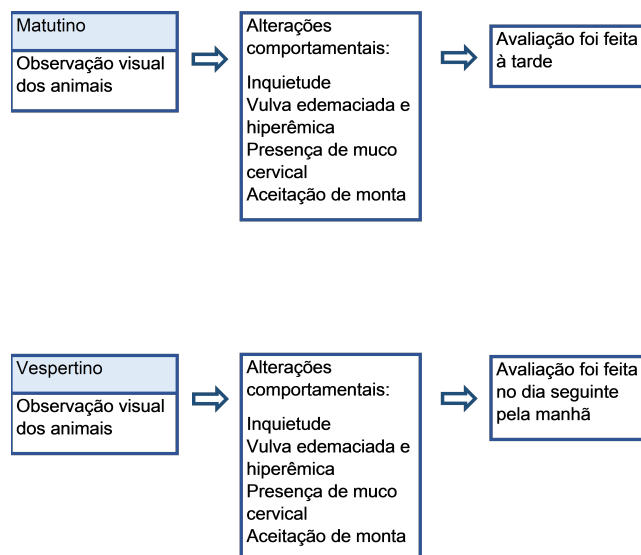 Matutino
Observação visual
dos animais
Alterações
comportamentais:
Inquietude
Vulva edemaciada e
hiperêmica
Presença de muco
cervical
Aceitação de monta
Avaliação foi feita
à tarde
Vespertino
Observação visual
dos animais
Alterações
comportamentais:
Inquietude
Vulva edemaciada e
hiperêmica
Presença de muco
cervical
Aceitação de monta
Avaliação foi feita
no dia seguinte
pela manhã